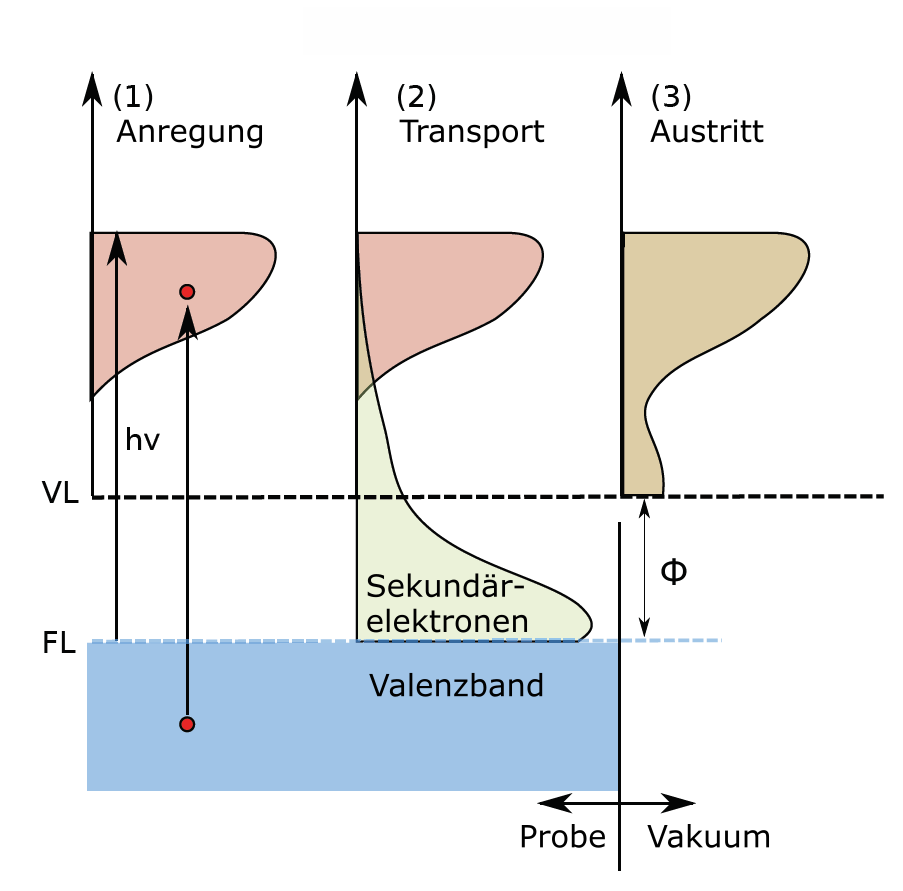 (1)
Anregung
(2)
Transport
(3)
Austritt
hν
VL
Φ
Sekundär-
elektronen
FL
Valenzband
Probe
Vakuum